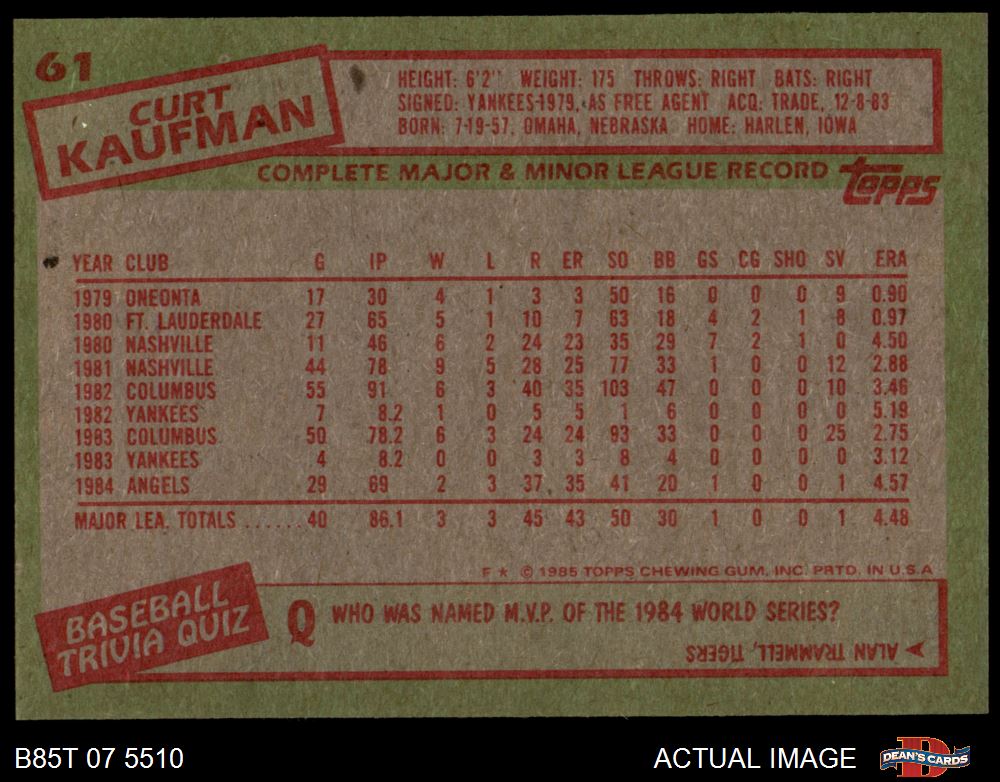 61
CURT
KAUFMAN
HEIGHT: 6'2" WEIGHT: 175 THROWS: RIGHT BATS: RIGHT
SIGNED: YANKEES-1979, AS FREE AGENT ACQ: TRADE, 12-8-83
BORN: 7-19-57, OMAHA, NEBRASKA HOME: HARLEN, IOWA
COMPLETE MAJOR & MINOR LEAGUE RECORD topps
YEAR CLUB G IP W L R ER SO BB GS CG SHO SV ERA
1979 ONEONTA 17 30 4 1 3 3 50 16 0 0 0 9 0.90
1980 FT. LAUDERDALE 27 65 5 1 10 7 63 18 4 2 1 8 0.97
1980 NASHVILLE 11 46 6 2 24 23 35 29 7 2 1 0 4.50
1981 NASHVILLE 44 78 9 5 28 25 77 33 1 0 0 12 2.88
1982 COLUMBUS 55 91 6 3 40 35 103 47 0 0 0 10 3.46
1982 YANKEES 7 8.2 1 0 5 5 1 6 0 0 0 0 5.19
1983 COLUMBUS 50 78.2 6 3 24 24 93 33 0 0 0 25 2.75
1983 YANKEES 4 8.2 0 0 3 3 8 4 0 0 0 0 3.12
1984 ANGELS 29 69 2 3 37 35 41 20 1 0 0 1 4.57
MAJOR LEA. TOTALS ...... 40 86.1 3 3 45 43 50 30 1 0 0 1 4.48
F * © 1985 TOPPS CHEWING GUM, INC. PRTD. IN U.S.A
BASEBALL
TRIVIA QUIZ
Q WHO WAS NAMED M.V.P. OF THE 1984 WORLD SERIES?
ALAN TRAMMELL, TIGERS
B85T 07 5510 ACTUAL IMAGE DEAN'S CARDS